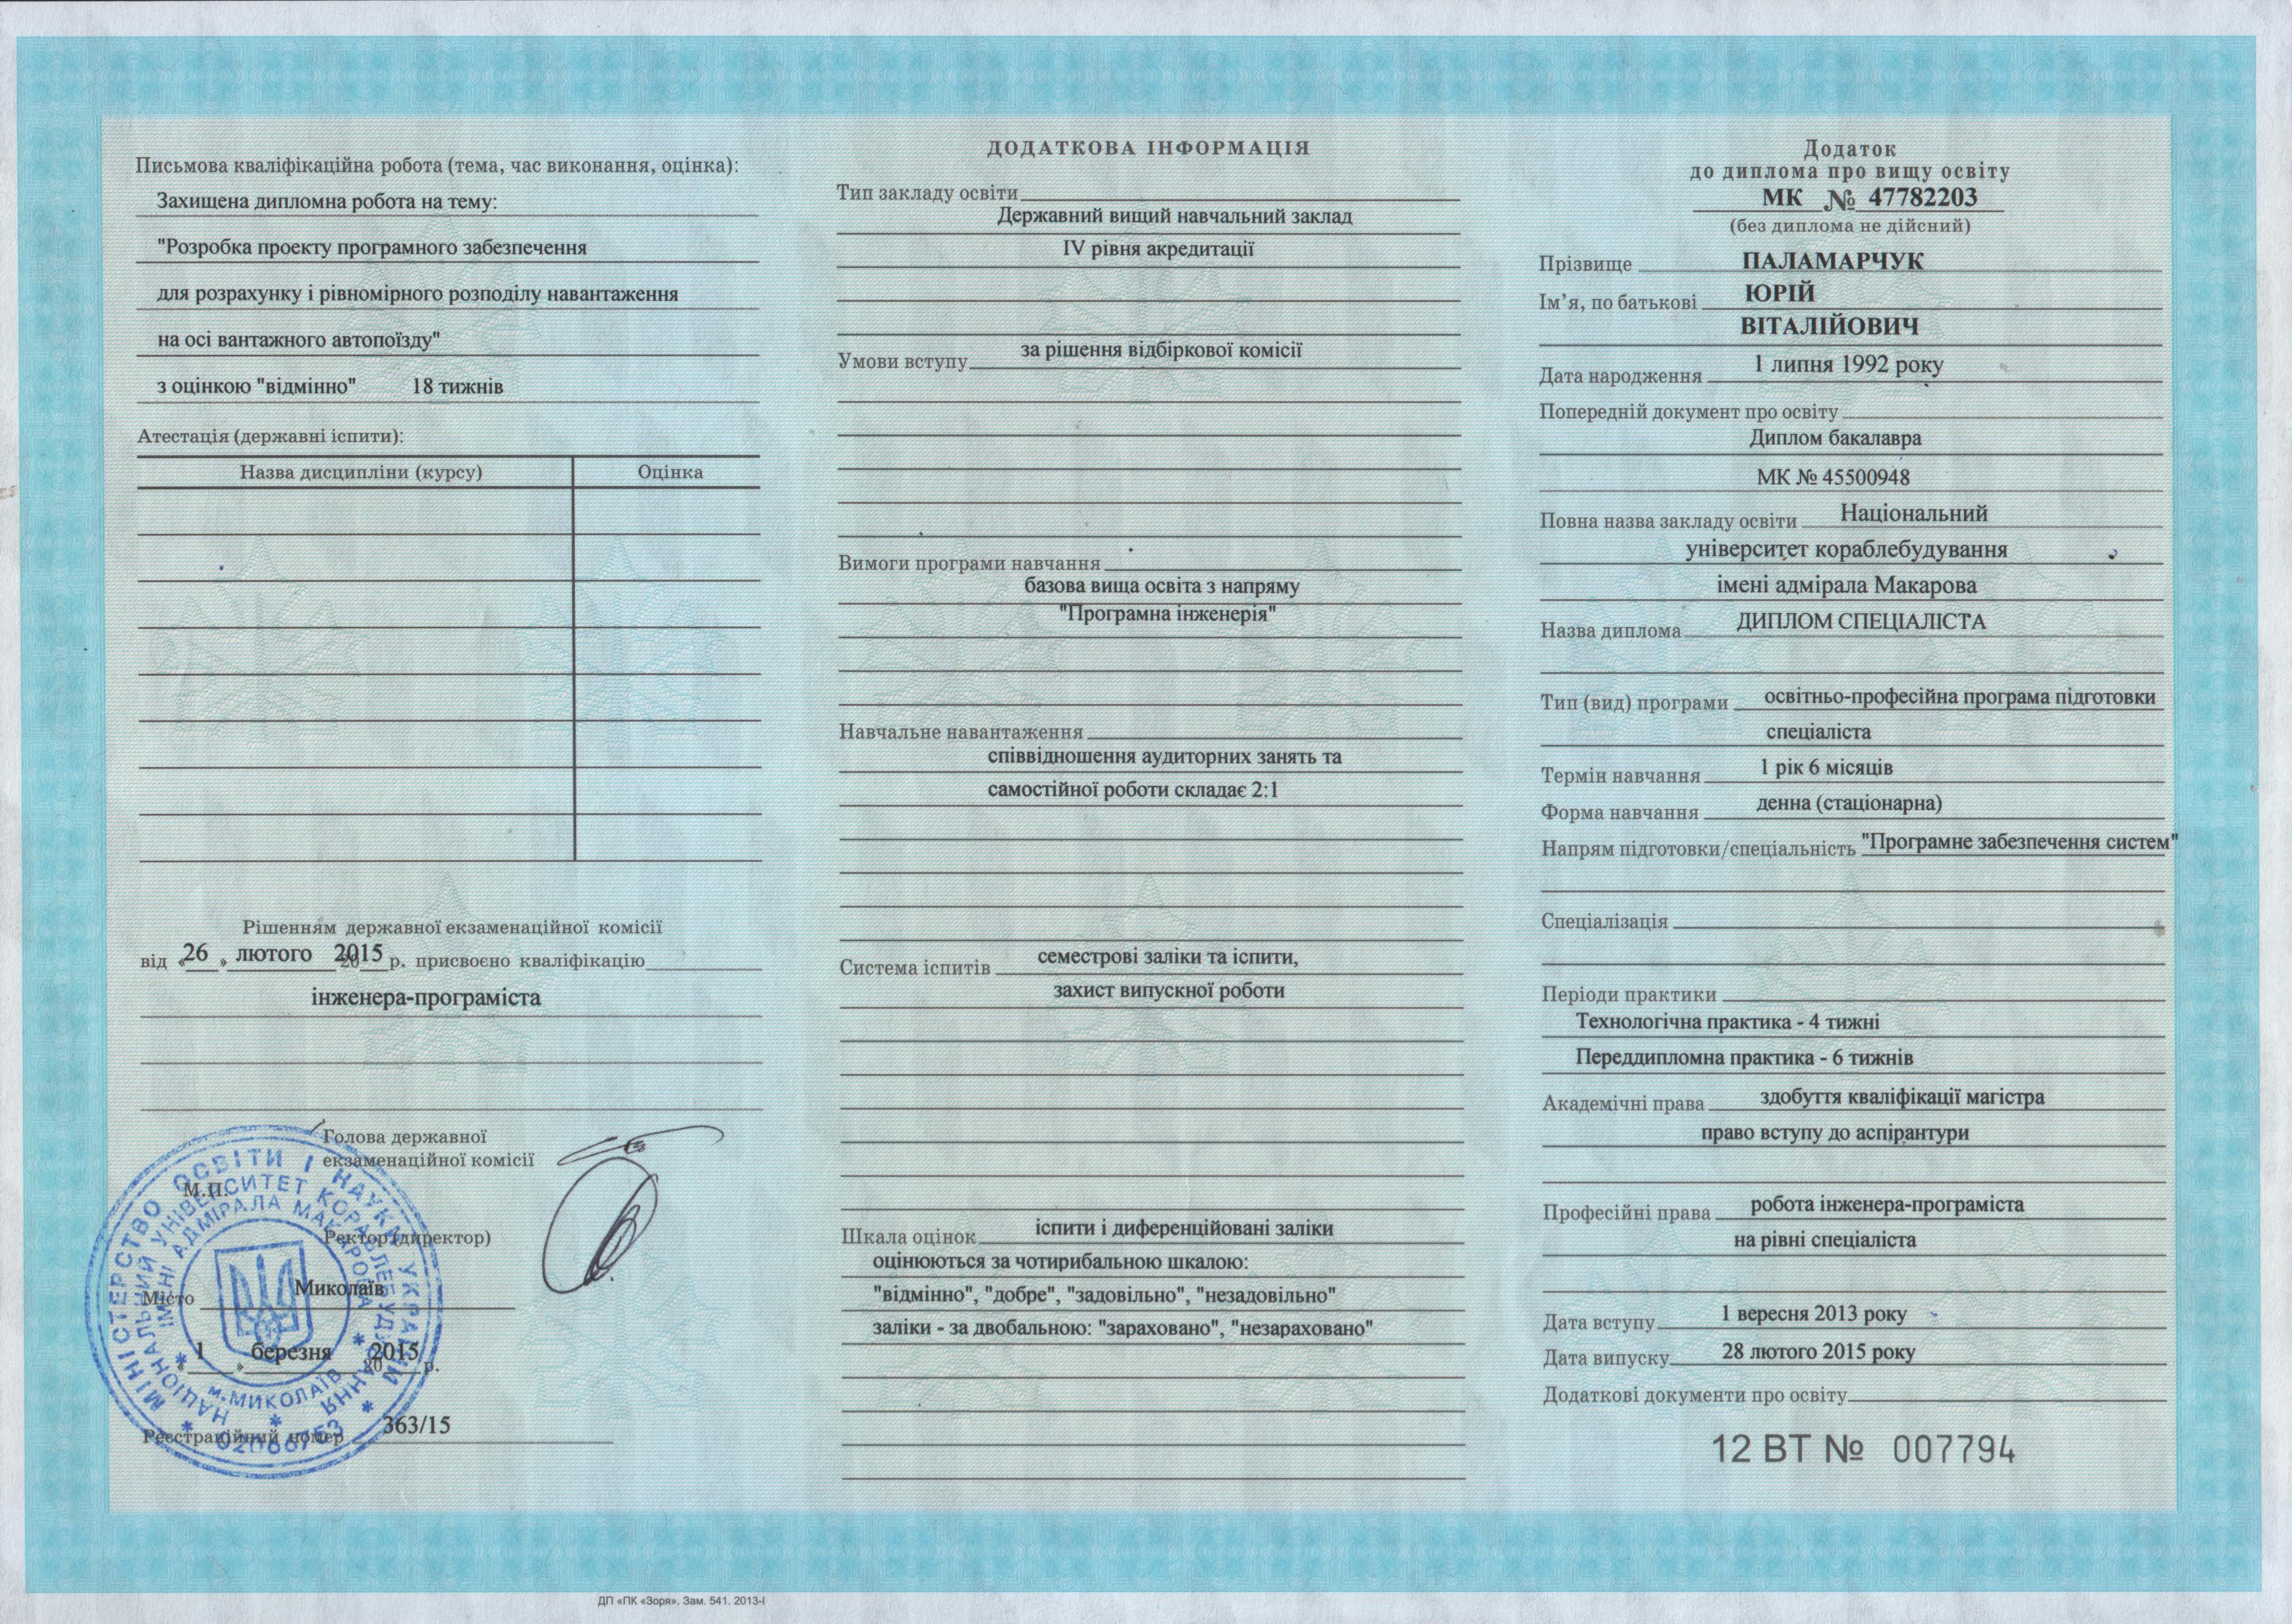 Письмова кваліфікаційна робота (тема, час виконання, оцінка):
Захищена дипломна робота на тему:
"Розробка проекту програмного забезпечення
для розрахунку і рівномірного розподілу навантаження
на осі вантажного автопоїзду"
з оцінкою "відмінно" 18 тижнів
Атестація (державні іспити):
Назва дисципліни (курсу) Оцінка
Рішенням державної екзаменаційної комісії
від «26» лютого 2015 р. присвоєно кваліфікацію
інженера-програміста
Голова державної
екзаменаційної комісії
М.П.
Ректор (директор)
Місто Миколаїв
«1» березня 2015 р.
Реєстраційний номер 363/15
МІНІСТЕРСТВО ОСВІТИ І НАУКИ УКРАЇНИ
НАЦІОНАЛЬНИЙ УНІВЕРСИТЕТ КОРАБЛЕБУДУВАННЯ
ІМЕНІ АДМІРАЛА МАКАРОВА
м. МИКОЛАЇВ
ДОДАТКОВА ІНФОРМАЦІЯ
Тип закладу освіти
Державний вищий навчальний заклад
IV рівня акредитації
Умови вступу за рішення відбіркової комісії
Вимоги програми навчання
базова вища освіта з напряму
"Програмна інженерія"
Навчальне навантаження
співвідношення аудиторних занять та
самостійної роботи складає 2:1
Система іспитів семестрові заліки та іспити,
захист випускної роботи
Шкала оцінок іспити і диференційовані заліки
оцінюються за чотирибальною шкалою:
"відмінно", "добре", "задовільно", "незадовільно"
заліки - за двобальною: "зараховано", "незараховано"
Додаток
до диплома про вищу освіту
МК № 47782203
(без диплома не дійсний)
Прізвище ПАЛАМАРЧУК
Ім’я, по батькові ЮРІЙ
ВІТАЛІЙОВИЧ
Дата народження 1 липня 1992 року
Попередній документ про освіту
Диплом бакалавра
МК № 45500948
Повна назва закладу освіти Національний
університет кораблебудування
імені адмірала Макарова
Назва диплома ДИПЛОМ СПЕЦІАЛІСТА
Тип (вид) програми освітньо-професійна програма підготовки
спеціаліста
Термін навчання 1 рік 6 місяців
Форма навчання денна (стаціонарна)
Напрям підготовки/спеціальність "Програмне забезпечення систем"
Спеціалізація
Періоди практики
Технологічна практика - 4 тижні
Переддипломна практика - 6 тижнів
Академічні права здобуття кваліфікації магістра
право вступу до аспірантури
Професійні права робота інженера-програміста
на рівні спеціаліста
Дата вступу 1 вересня 2013 року
Дата випуску 28 лютого 2015 року
Додаткові документи про освіту
12 ВТ № 007794
ДП «ПК «Зоря». Зам. 541. 2013-І